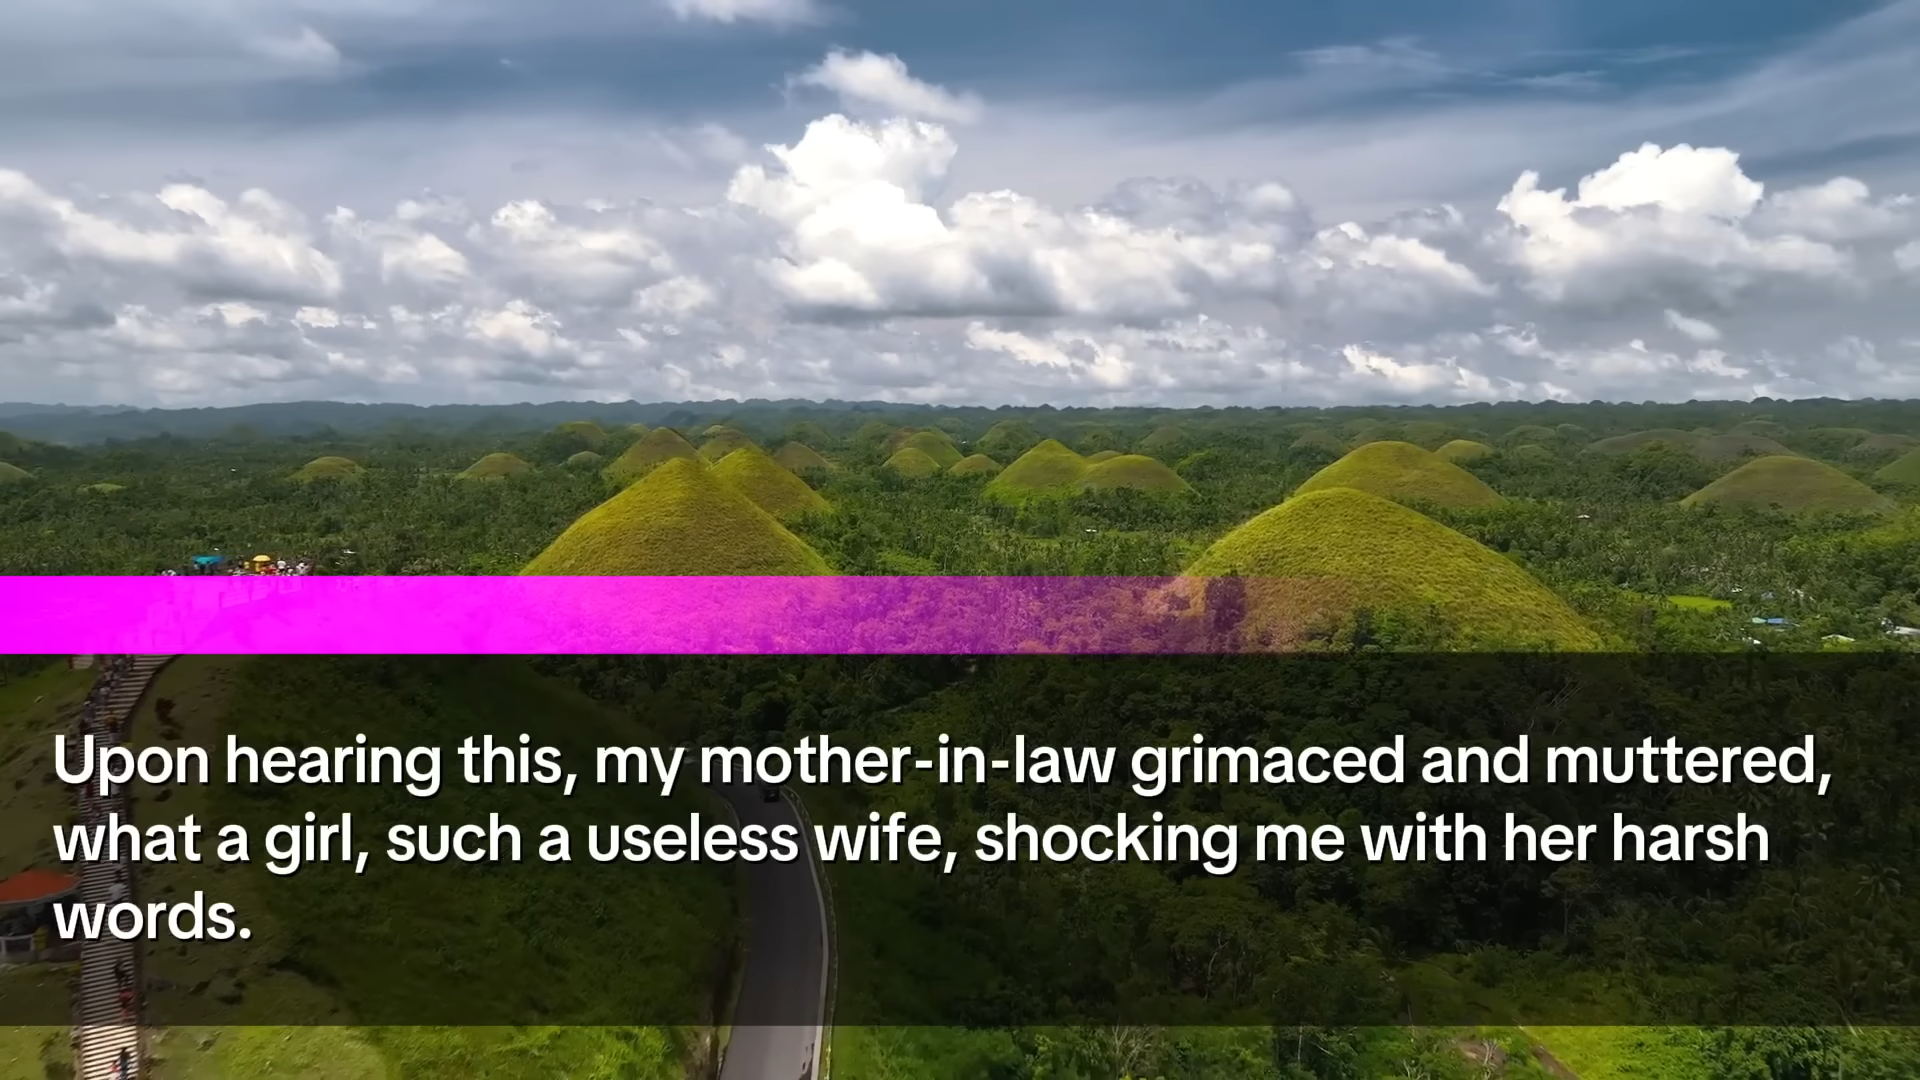 Upon hearing this, my mother-in-law grimaced and muttered,
what a girl, such a useless wife, shocking me with her harsh
words.